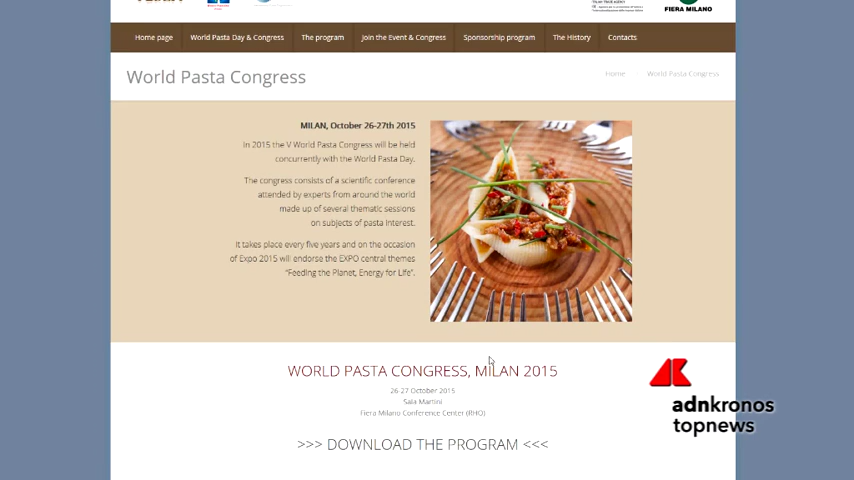 FIERA MILANO
Home page World Pasta Day & Congress The program Join the Event & Congress Sponsorship program The History Contacts
World Pasta Congress
Home World Pasta Congress
MILAN, October 26-27th 2015
In 2015 the V World Pasta Congress will be held
concurrently with the World Pasta Day.
The congress consists of a scientific conference
attended by experts from around the world
made up of several thematic sessions
on subjects of pasta interest.
It takes place every five years and on the occasion
of Expo 2015 will endorse the EXPO central themes
"Feeding the Planet, Energy for Life".
WORLD PASTA CONGRESS, MILAN 2015
26-27 October 2015
Sala Martini
Fiera Milano Conference Center (RHO)
>>> DOWNLOAD THE PROGRAM <<<
adnkronos
topnews